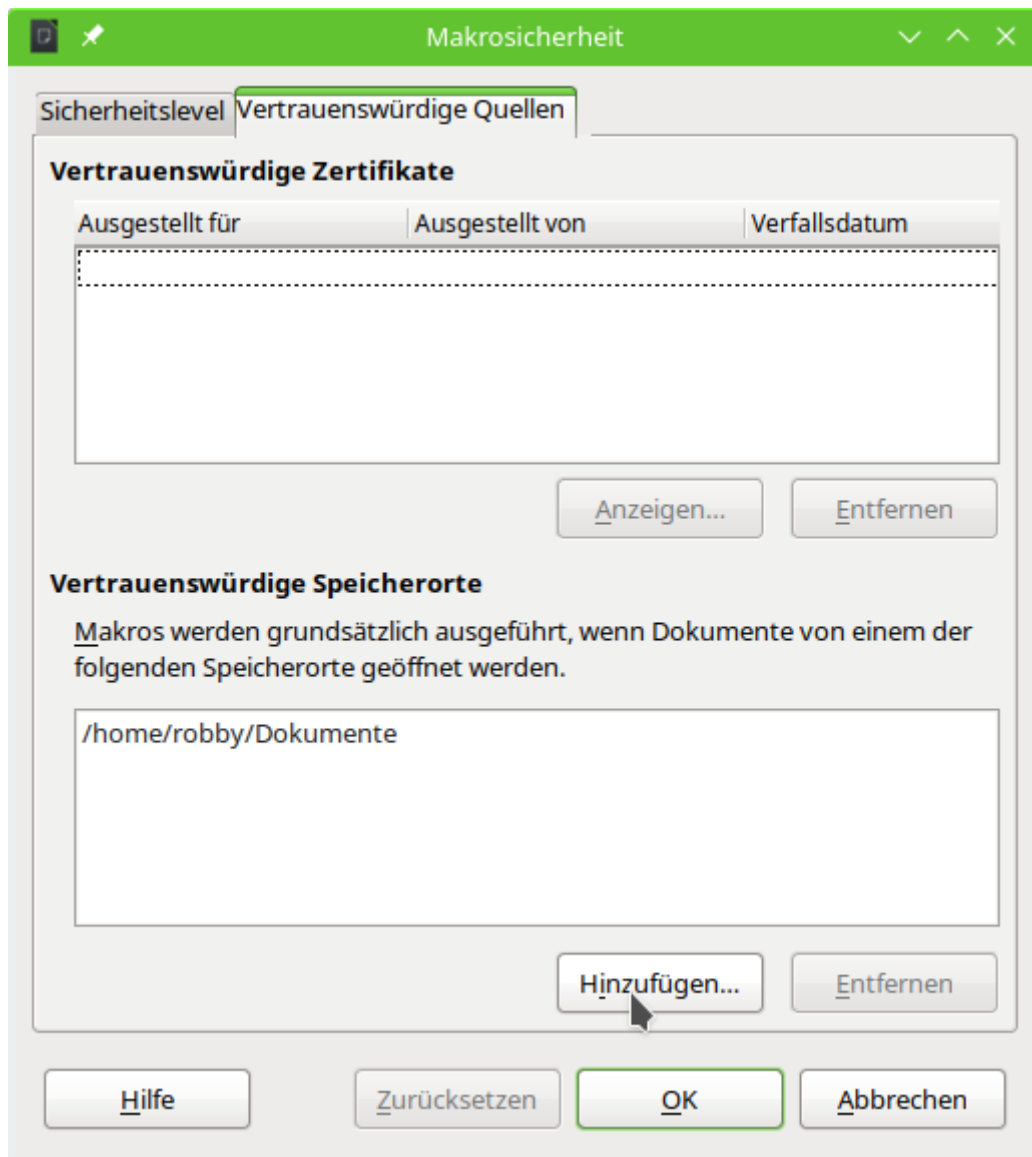 Makrosicherheit
Sicherheitslevel Vertrauenswürdige Quellen
Vertrauenswürdige Zertifikate
Ausgestellt für Ausgestellt von Verfallsdatum
Anzeigen... Entfernen
Vertrauenswürdige Speicherorte
Makros werden grundsätzlich ausgeführt, wenn Dokumente von einem der
folgenden Speicherorte geöffnet werden.
/home/robby/Dokumente
Hinzufügen... Entfernen
Hilfe Zurücksetzen OK Abbrechen